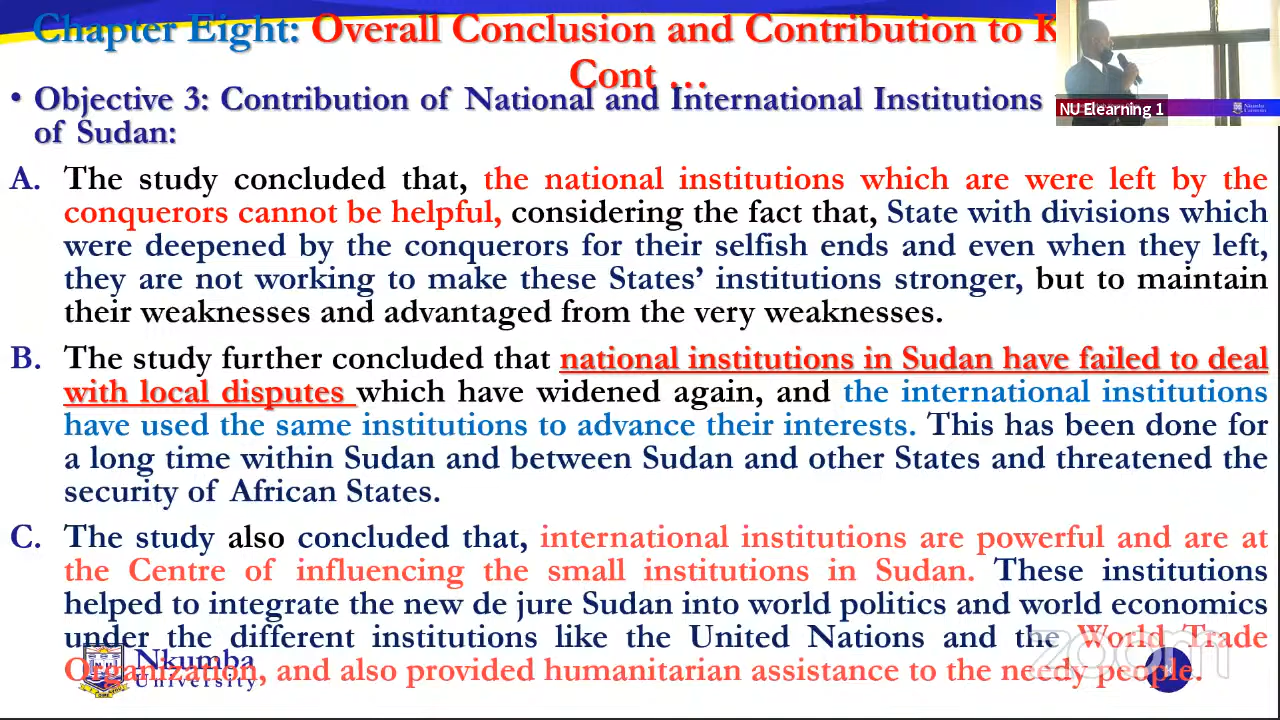 Chapter Eight: Overall Conclusion and Contribution to K
Cont …
• Objective 3: Contribution of National and International Institutions
of Sudan:
NU Elearning 1
A. The study concluded that, the national institutions which are were left by the
conquerors cannot be helpful, considering the fact that, State with divisions which
were deepened by the conquerors for their selfish ends and even when they left,
they are not working to make these States’ institutions stronger, but to maintain
their weaknesses and advantaged from the very weaknesses.
B. The study further concluded that national institutions in Sudan have failed to deal
with local disputes which have widened again, and the international institutions
have used the same institutions to advance their interests. This has been done for
a long time within Sudan and between Sudan and other States and threatened the
security of African States.
C. The study also concluded that, international institutions are powerful and are at
the Centre of influencing the small institutions in Sudan. These institutions
helped to integrate the new de jure Sudan into world politics and world economics
under the different institutions like the United Nations and the World Trade
Organization, and also provided humanitarian assistance to the needy people.
Nkumba
University
zoom